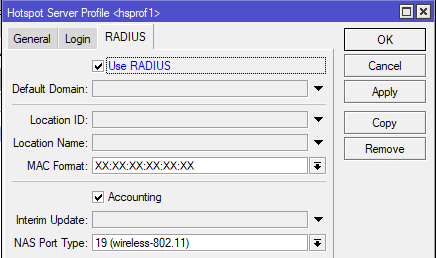 Hotspot Server Profile <hsprof1>
General Login RADIUS
OK
Use RADIUS
Cancel
Default Domain:
Apply
Location ID:
Copy
Location Name:
Remove
MAC Format: XX:XX:XX:XX:XX:XX
Accounting
Interim Update:
NAS Port Type: 19 (wireless-802.11)